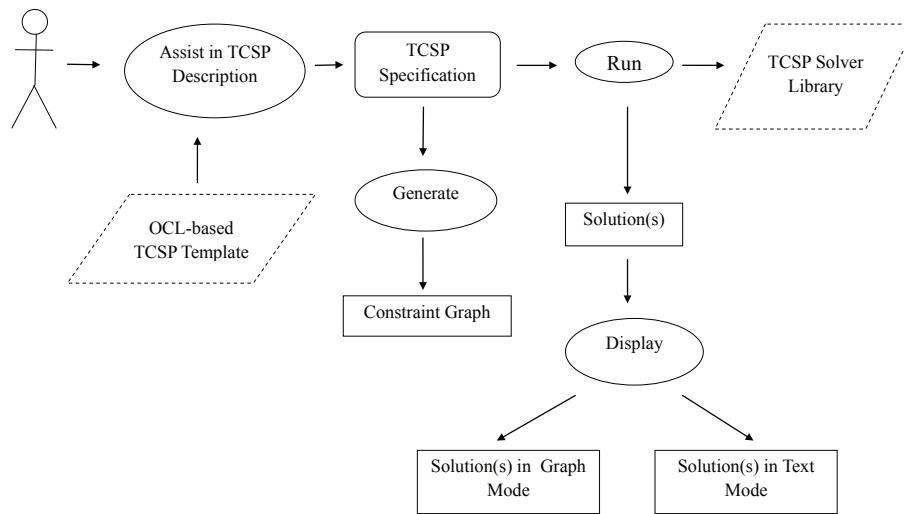 Assist in TCSP
Description
TCSP
Specification
Run
TCSP Solver
Library
OCL-based
TCSP Template
Generate
Solution(s)
Constraint Graph
Display
Solution(s) in Graph
Mode
Solution(s) in Text
Mode